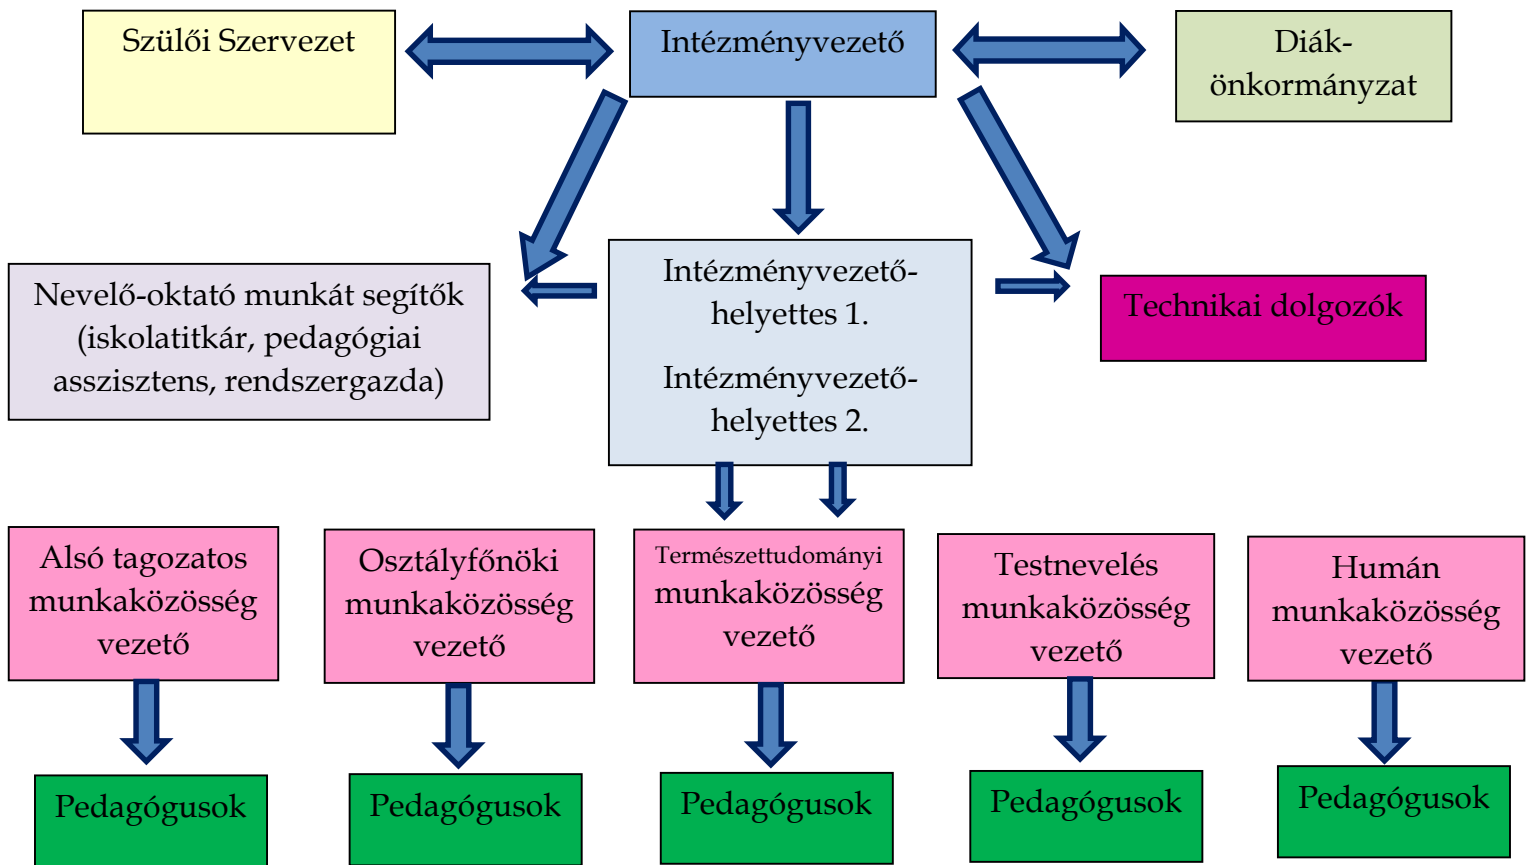 Szülői Szervezet
Intézményvezető
Diák-
önkormányzat
Nevelő-oktató munkát segítők
(iskolatitkár, pedagógiai
asszisztens, rendszergazda)
Intézményvezető-
helyettes 1.
Intézményvezető-
helyettes 2.
Technikai dolgozók
Alsó tagozatos
munkaközösség
vezető
Osztályfőnöki
munkaközösség
vezető
Természettudományi
munkaközösség
vezető
Testnevelés
munkaközösség
vezető
Humán
munkaközösség
vezető
Pedagógusok
Pedagógusok
Pedagógusok
Pedagógusok
Pedagógusok